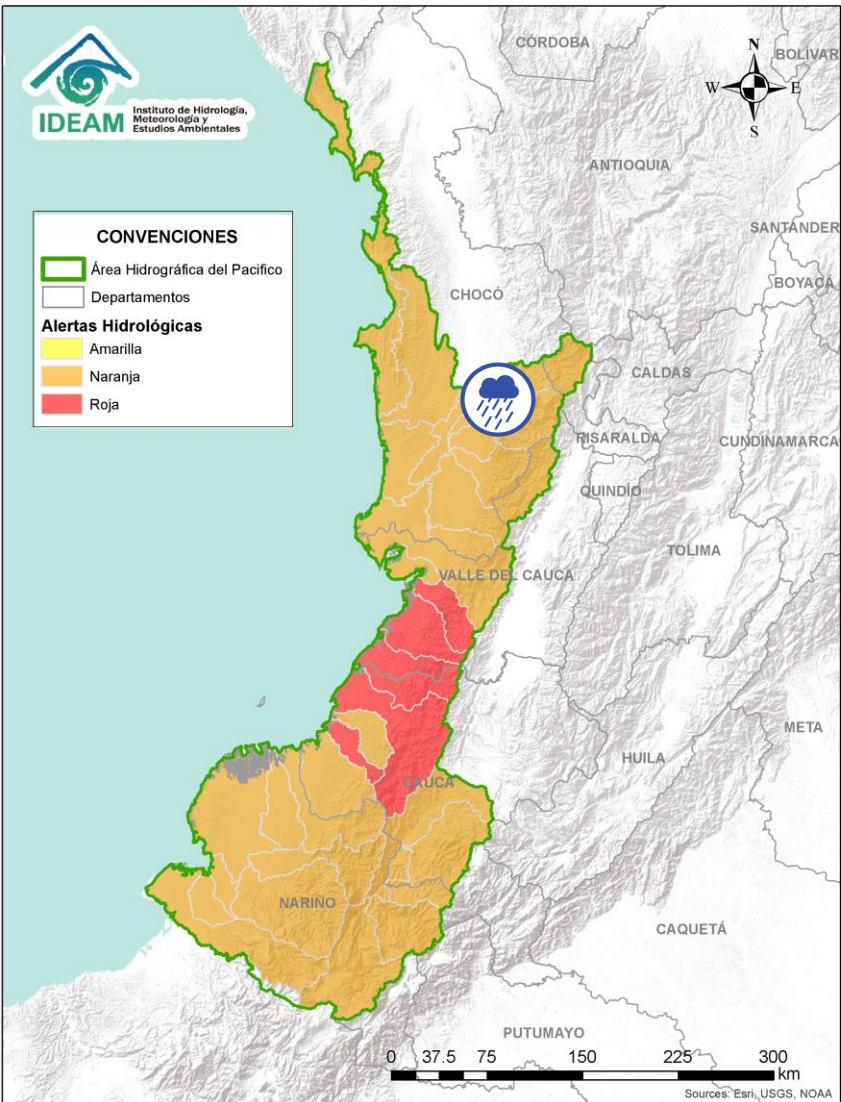 IDEAM
Instituto de Hidrología,
Meteorología y
Estudios Ambientales
CÓRDOBA
BOLIVAR
N
W
E
S
ANTIOQUIA
SANTANDER
BOYACÁ
CONVENCIONES
Área Hidrográfica del Pacifico
Departamentos
Alertas Hidrológicas
Amarilla
Naranja
Roja
CHOCÓ
CALDAS
RISARALDA
CUNDINAMARCA
QUINDÍO
TOLIMA
VALLE DEL CAUCA
META
HUILA
CAUCA
NARIÑO
CAQUETÁ
PUTUMAYO
0 37.5 75 150 225 300
km
Sources: Esri, USGS, NOAA